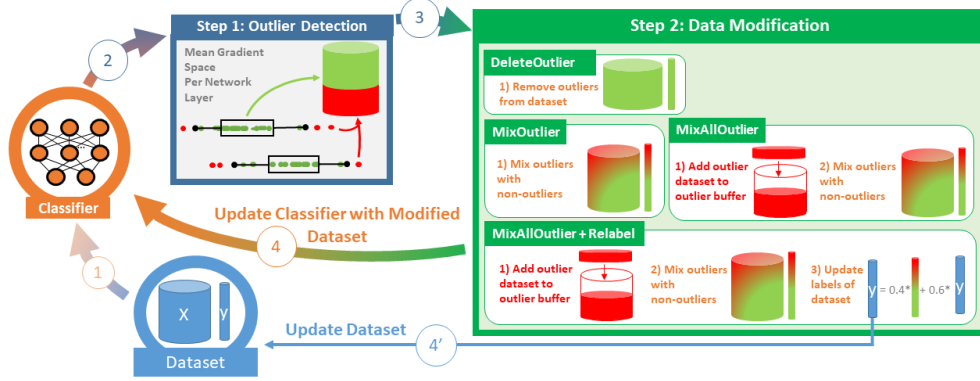 3
Step 1: Outlier Detection
Step 2: Data Modification
2
Mean Gradient
Space
Per Network
Layer
DeleteOutlier
1) Remove outliers
from dataset
MixOutlier
1) Mix outliers
with
non-outliers
MixAllOutlier
1) Add outlier
dataset to
outlier buffer
2) Mix outliers
with
non-outliers
Classifier
Update Classifier with Modified
Dataset
4
MixAllOutlier + Relabel
1) Add outlier
dataset to
outlier buffer
2) Mix outliers
with
non-outliers
3) Update
labels of
dataset
y = 0.4* + 0.6* y
1
X y
Dataset
Update Dataset
4’